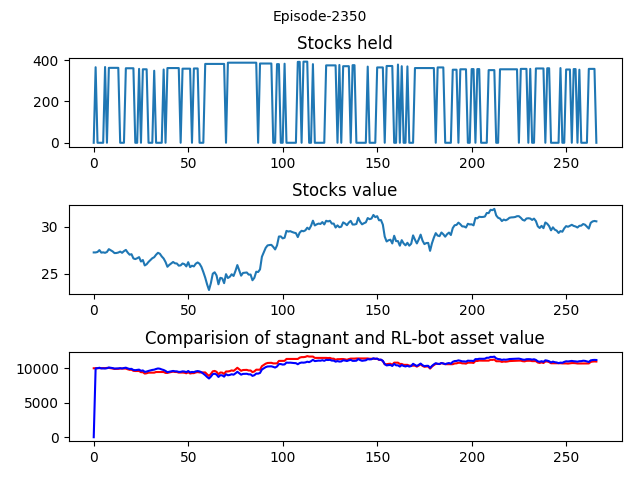 Episode-2350
Stocks held
400
200
0
0 50 100 150 200 250
Stocks value
30
25
0 50 100 150 200 250
Comparision of stagnant and RL-bot asset value
10000
5000
0
0 50 100 150 200 250